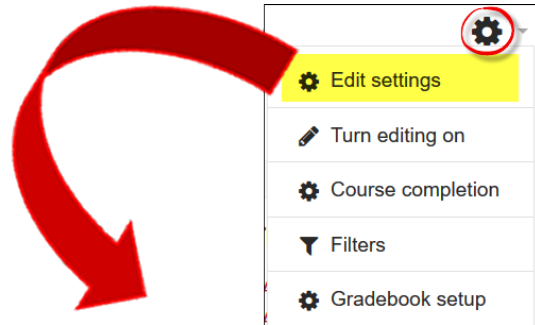 Edit settings
Turn editing on
Course completion
Filters
Gradebook setup